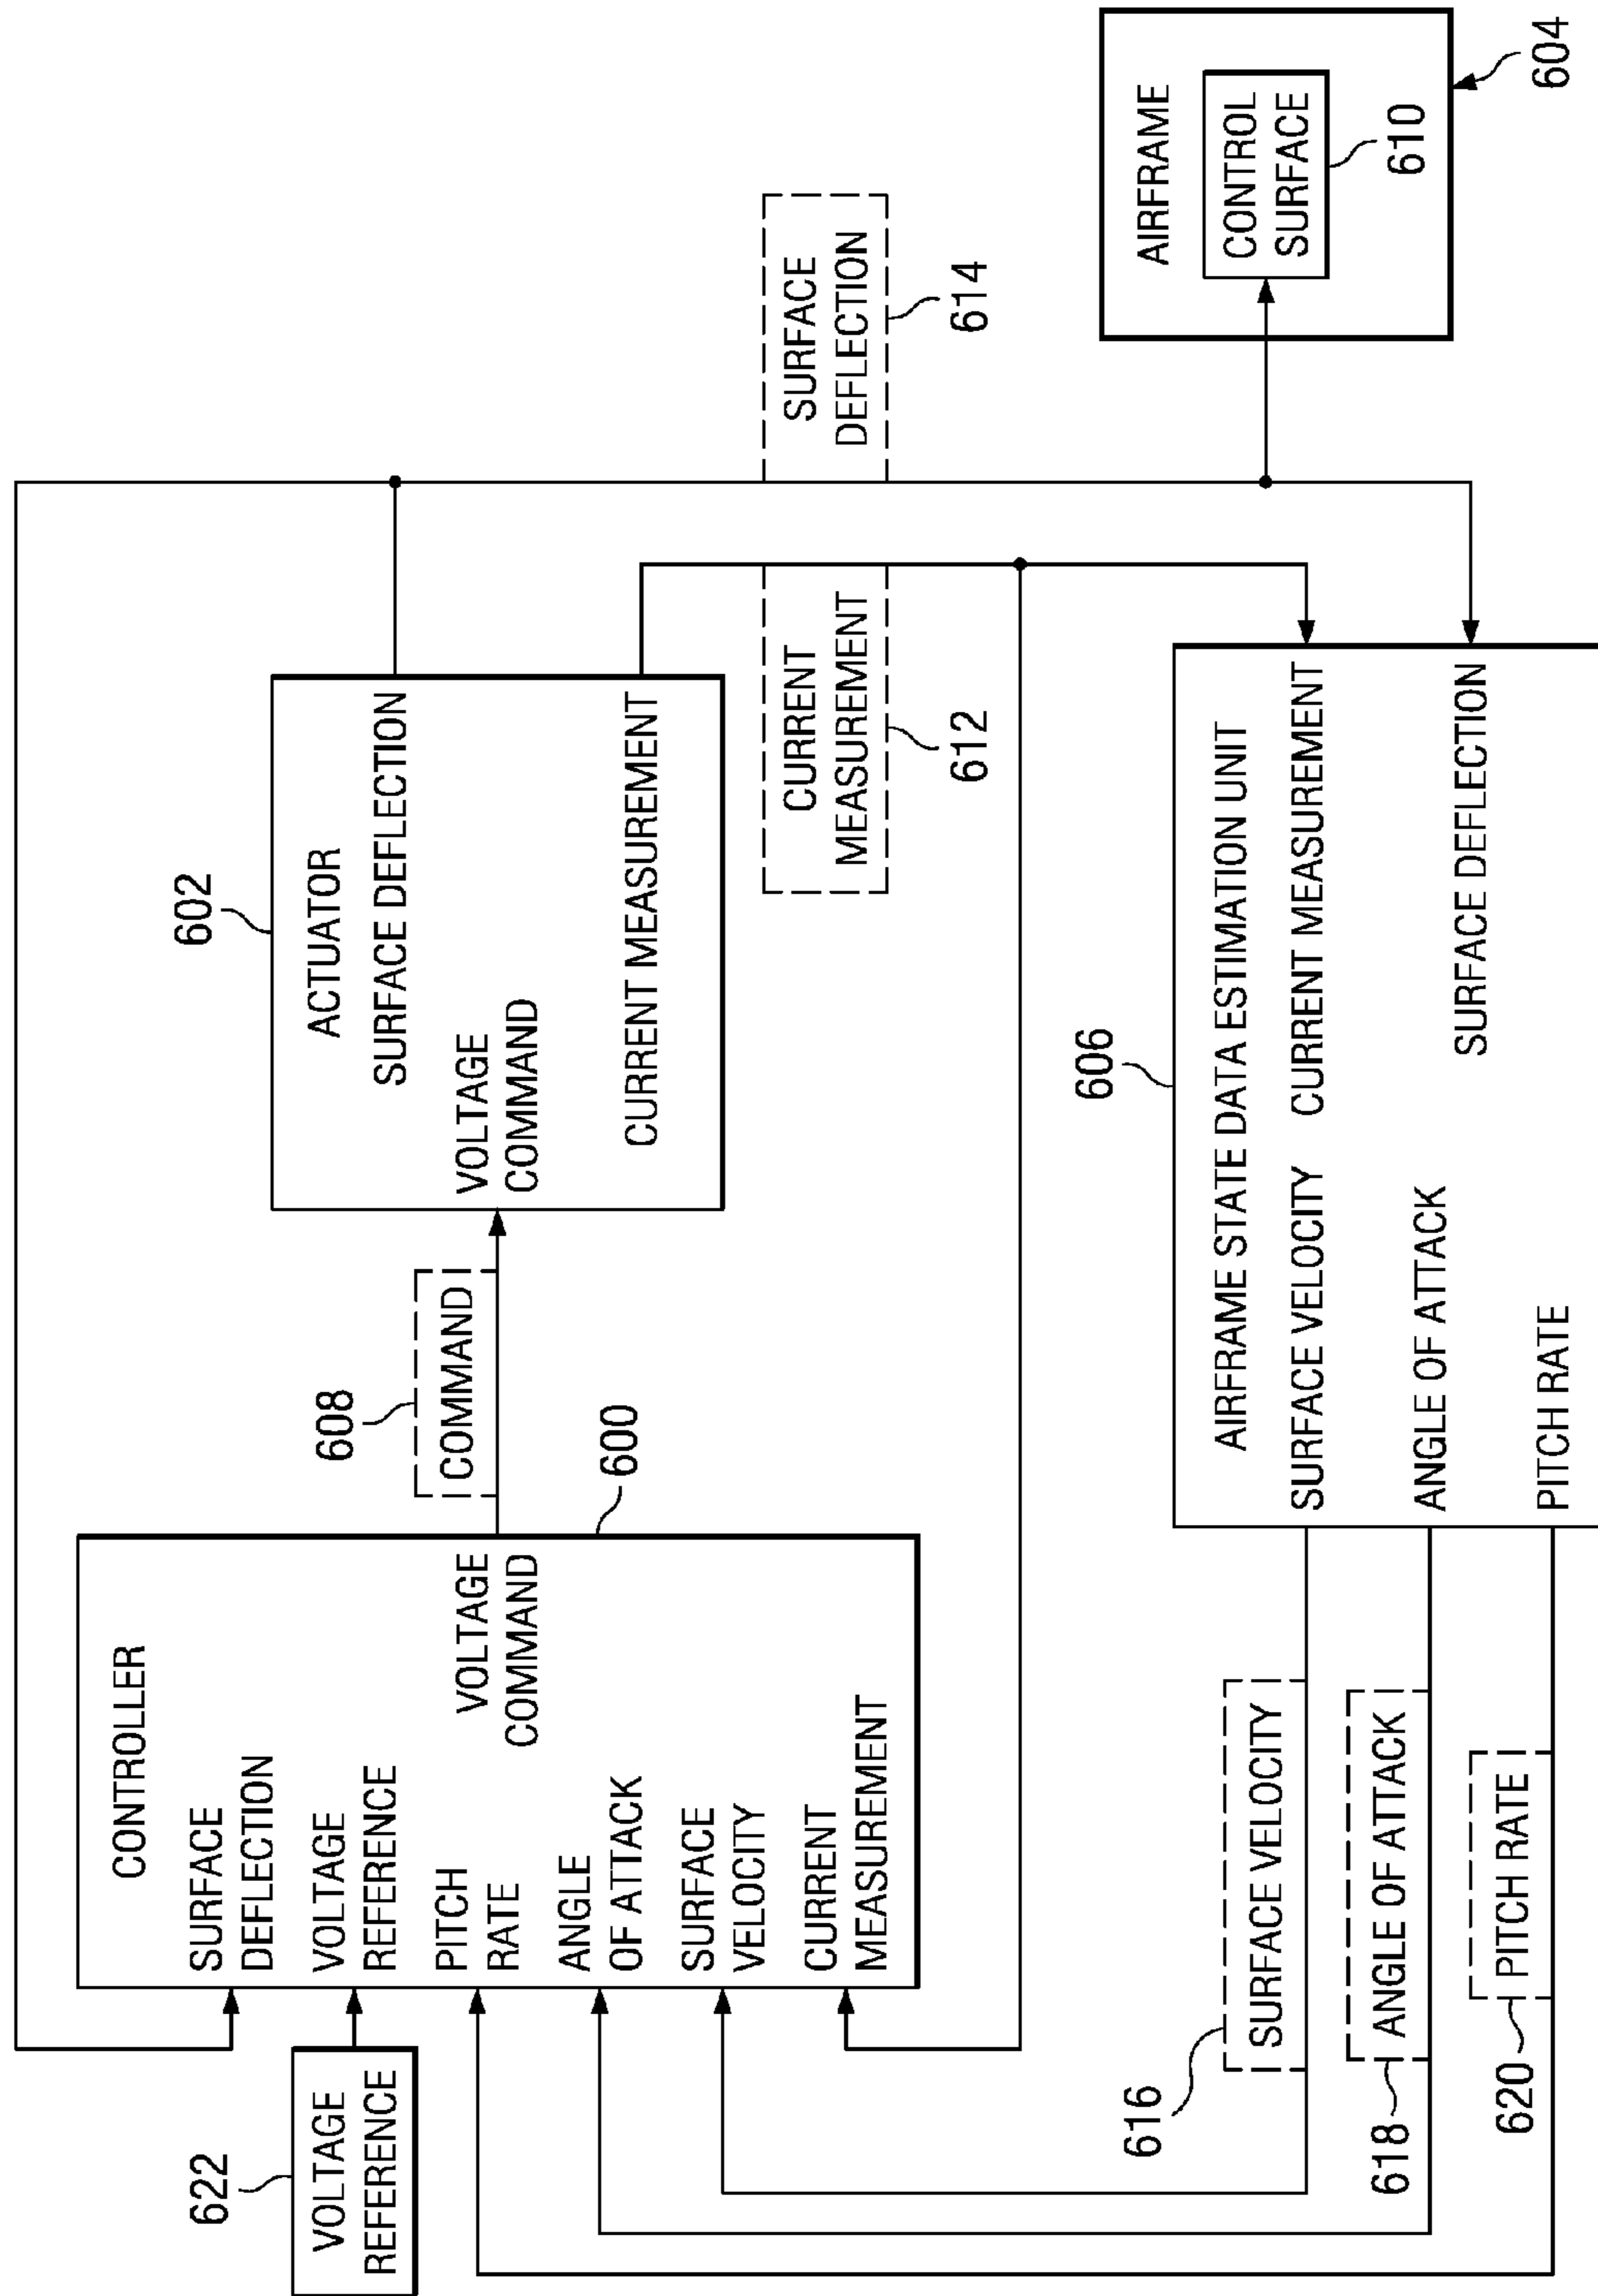 622
VOLTAGE
REFERENCE
CONTROLLER
SURFACE
DEFLECTION
VOLTAGE
REFERENCE
PITCH
RATE
ANGLE
OF ATTACK
SURFACE
VELOCITY
CURRENT
MEASUREMENT
VOLTAGE
COMMAND
600
608
COMMAND
602
ACTUATOR
SURFACE DEFLECTION
VOLTAGE
COMMAND
CURRENT MEASUREMENT
CURRENT
MEASUREMENT
612
SURFACE
DEFLECTION
614
AIRFRAME
CONTROL
SURFACE
610
604
606
AIRFRAME STATE DATA ESTIMATION UNIT
SURFACE VELOCITY
CURRENT MEASUREMENT
ANGLE OF ATTACK
SURFACE DEFLECTION
PITCH RATE
616
SURFACE VELOCITY
618
ANGLE OF ATTACK
620
PITCH RATE